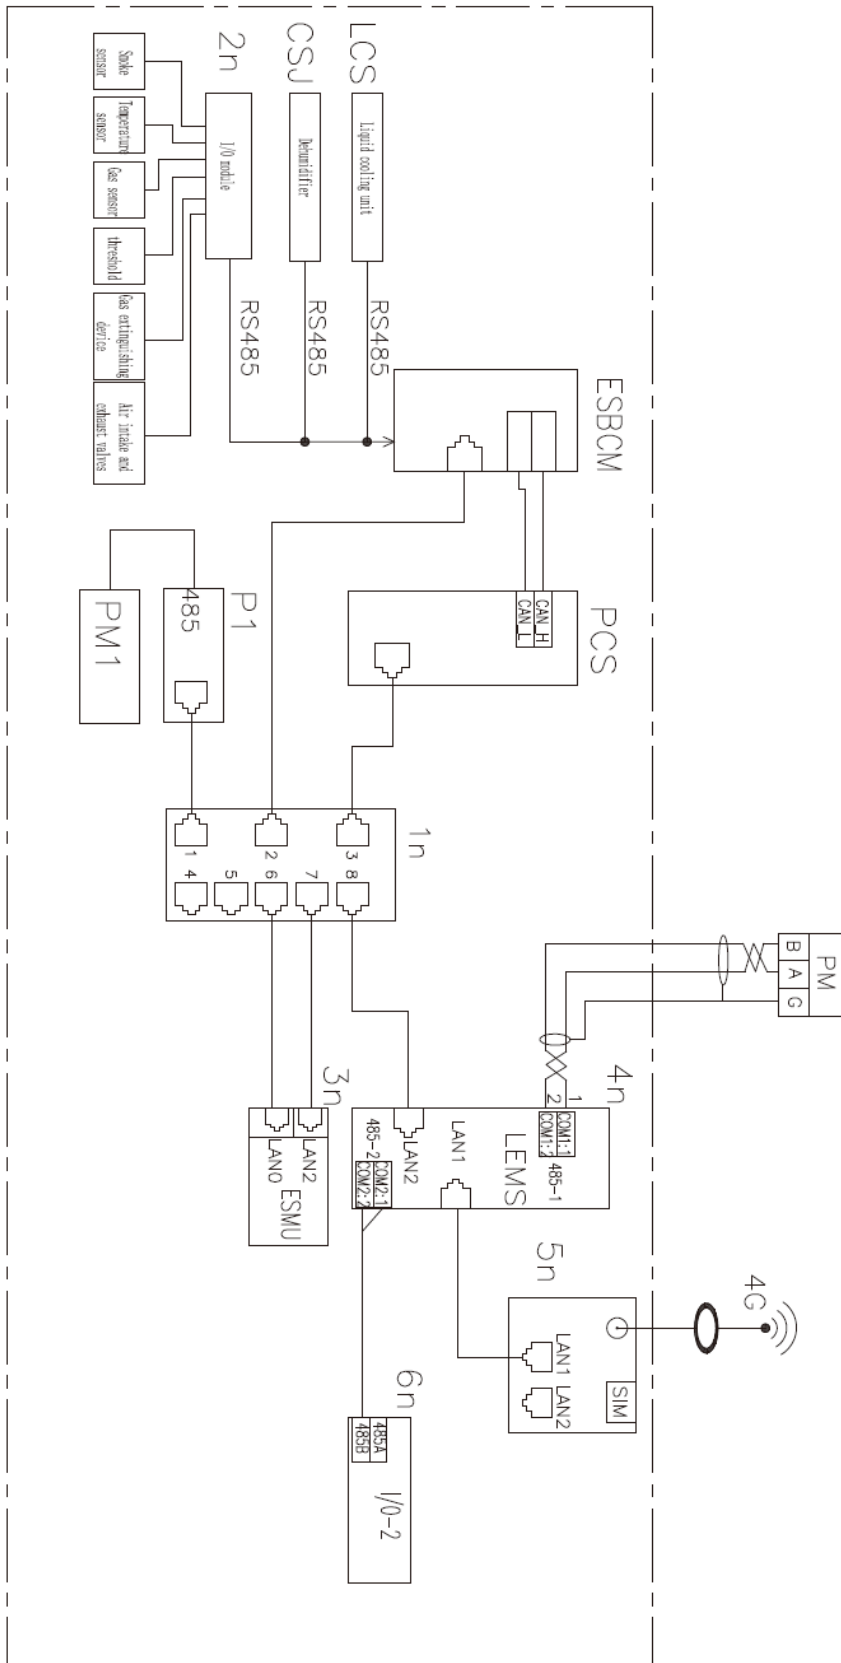 LCS
Liquid cooling unit
RS485
CSJ
Dehumidifier
RS485
2n
I/O module
RS485
Smoke
sensor
Temperature
sensor
Gas sensor
threshold
Gas extinguishing
device
Air intake and
exhaust valves
ESBCM
PCS
CAN_H
CAN_L
P1
485
PM1
1n
3
2
1
8
7
6
5
4
PM
B
A
G
4n
1
2
COM1:1
COM1:2
485-1
LEMS
LAN1
LAN2
485-2
COM2:1
COM2:2
3n
LAN2
LAN0
ESMU
4G
5n
SIM
LAN1
LAN2
6n
485A
485B
I/O-2